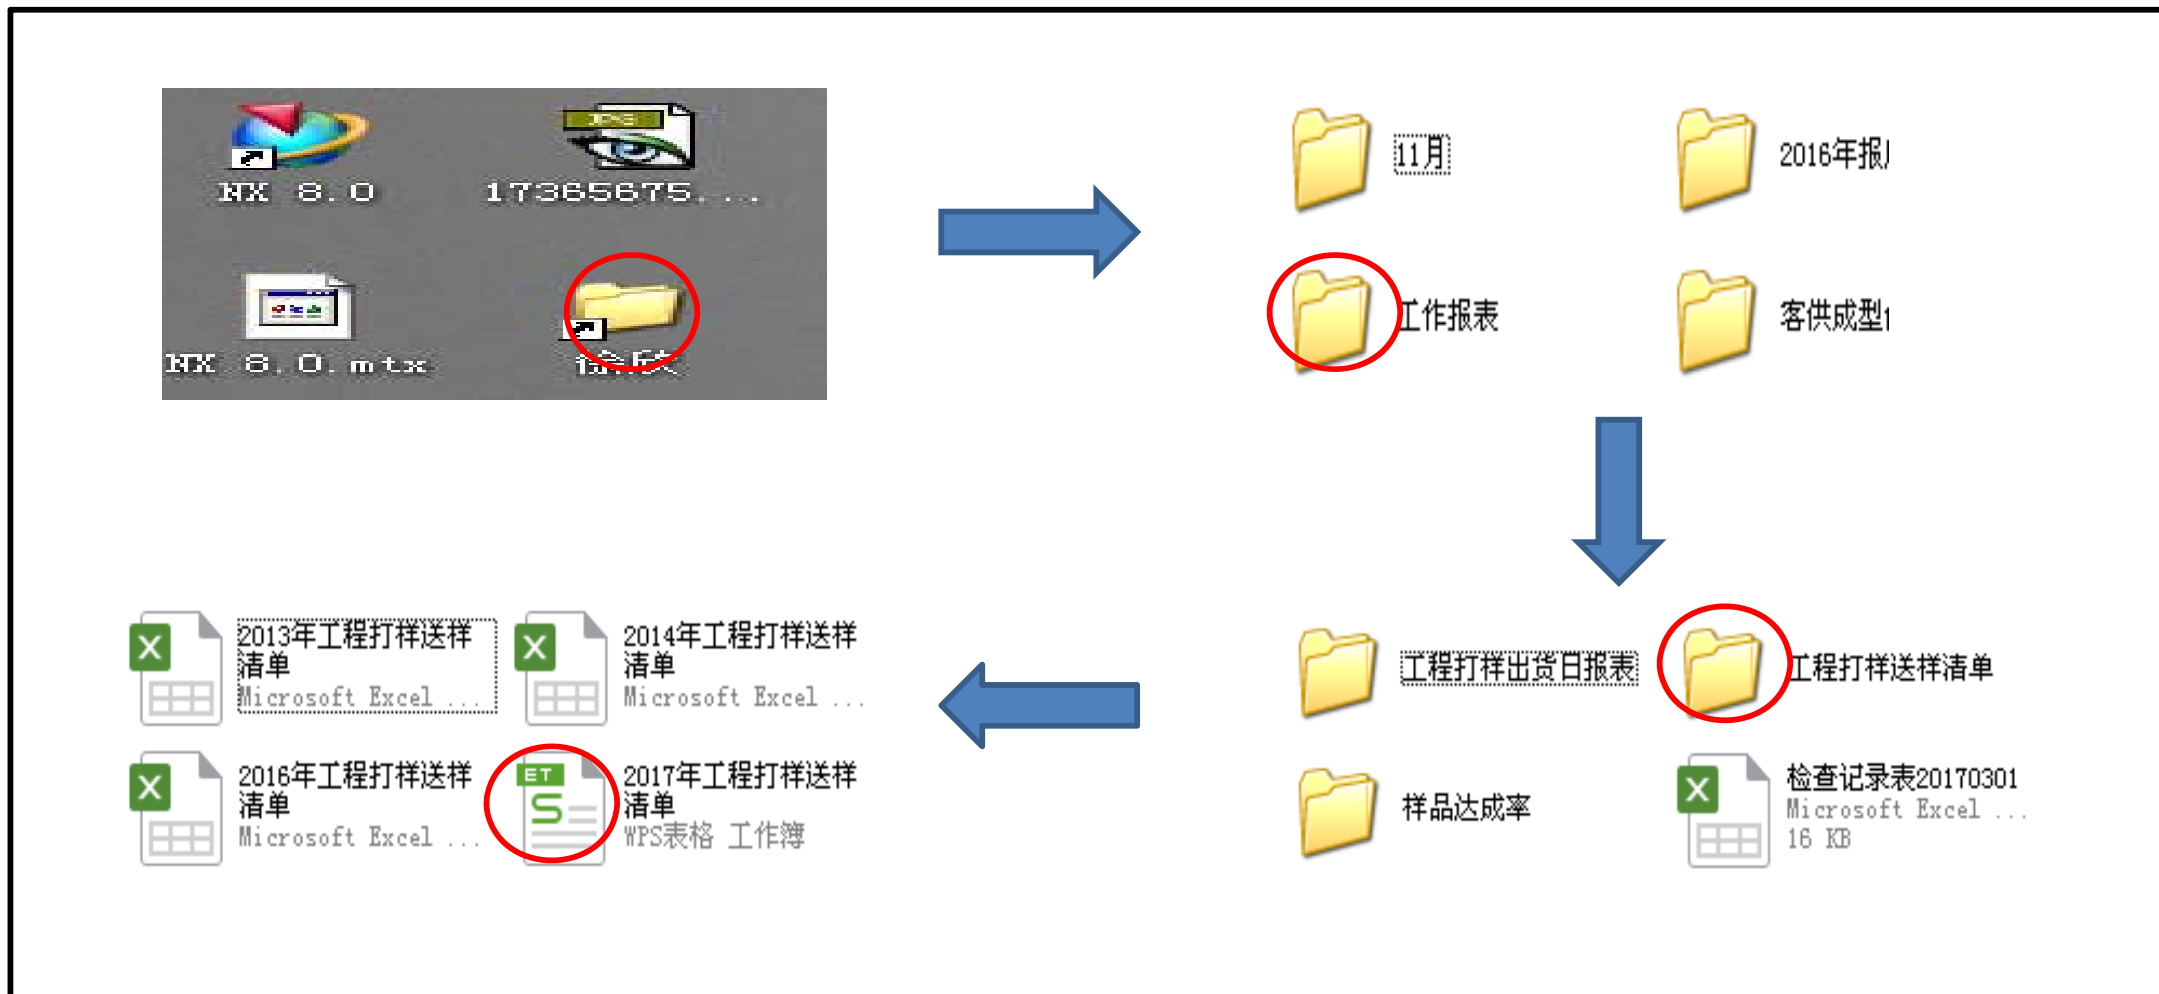 NX 8.0
17365675...
NX 8.0.mtx
11月
2016年报
工作报表
客供成型
工程打样出货日报表
工程打样送样清单
样品达成率
检查记录表20170301
Microsoft Excel ...
16 KB
2013年工程打样送样
清单
Microsoft Excel ...
2014年工程打样送样
清单
Microsoft Excel ...
2016年工程打样送样
清单
Microsoft Excel ...
ET
2017年工程打样送样
清单
WPS表格 工作簿